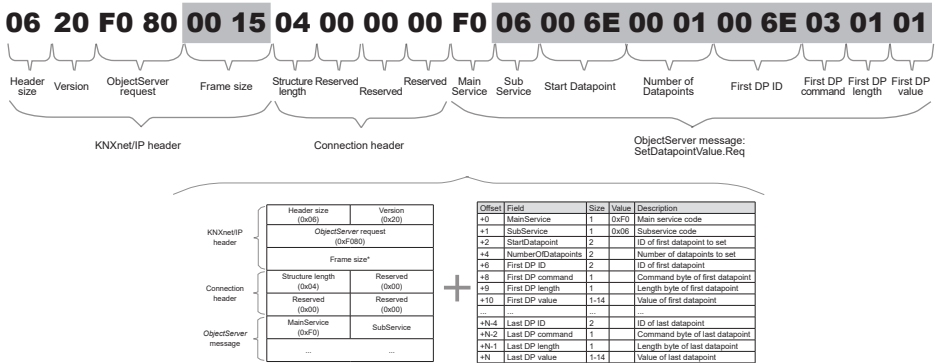 06 20 F0 80 00 15 04 00 00 00 F0 06 00 6E 00 01 00 6E 03 01 01
Header size
Version
ObjectServer request
Frame size
Structure length
Reserved
Reserved
Reserved
Main Service
Sub Service
Start Datapoint
Number of Datapoints
First DP ID
First DP command
First DP length
First DP value
KNXnet/IP header
Connection header
ObjectServer message: SetDatapointValue.Req
KNXnet/IP header
Header size (0x06)
Version (0x20)
ObjectServer request (0xF080)
Frame size*
Connection header
Structure length (0x04)
Reserved (0x00)
Reserved (0x00)
Reserved (0x00)
ObjectServer message
MainService (0xF0)
SubService
... ...
+
Offset Field Size Value Description
+0 MainService 1 0xF0 Main service code
+1 SubService 1 0x06 Subservice code
+2 StartDatapoint 2 ID of first datapoint to set
+4 NumberOfDatapoints 2 Number of datapoints to set
+6 First DP ID 2 ID of first datapoint
+8 First DP command 1 Command byte of first datapoint
+9 First DP length 1 Length byte of first datapoint
+10 First DP value 1-14 Value of first datapoint
... ... ... ...
+N-4 Last DP ID 2 ID of last datapoint
+N-2 Last DP command 1 Command byte of last datapoint
+N-1 Last DP length 1 Length byte of last datapoint
+N Last DP value 1-14 Value of last datapoint